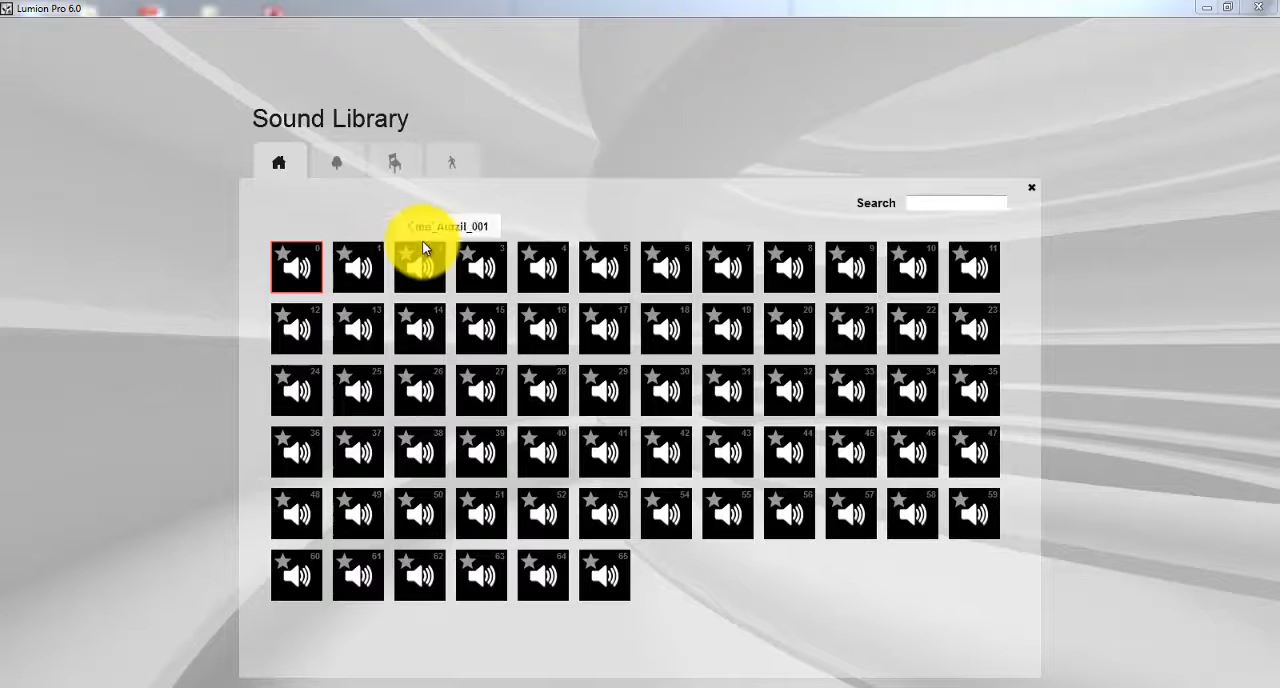 Lumion Pro 6.0
Sound Library
Search
0 1 3 4 5 6 7 8 9 10 11
12 13 14 15 16 17 18 19 20 21 22 23
24 25 26 27 28 29 30 31 32 33 34 35
36 37 38 39 40 41 42 43 44 45 46 47
48 49 50 51 52 53 54 55 56 57 58 59
60 61 62 63 64 65